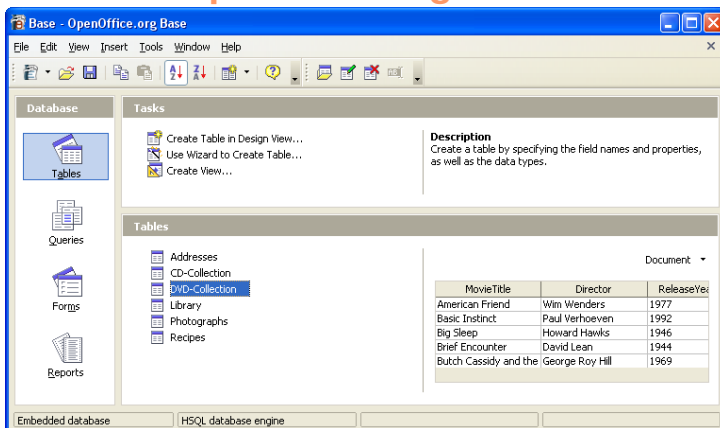 Base - OpenOffice.org Base
File Edit View Insert Tools Window Help
Database
Tasks
Tables
Queries
Forms
Reports
Create Table in Design View...
Use Wizard to Create Table...
Create View...
Description
Create a table by specifying the field names and properties,
as well as the data types.
Tables
Addresses
CD-Collection
DVD-Collection
Library
Photographs
Recipes
Document
MovieTitle Director ReleaseYea
American Friend Wim Wenders 1977
Basic Instinct Paul Verhoeven 1992
Big Sleep Howard Hawks 1946
Brief Encounter David Lean 1944
Butch Cassidy and the George Roy Hill 1969
Embedded database HSQL database engine